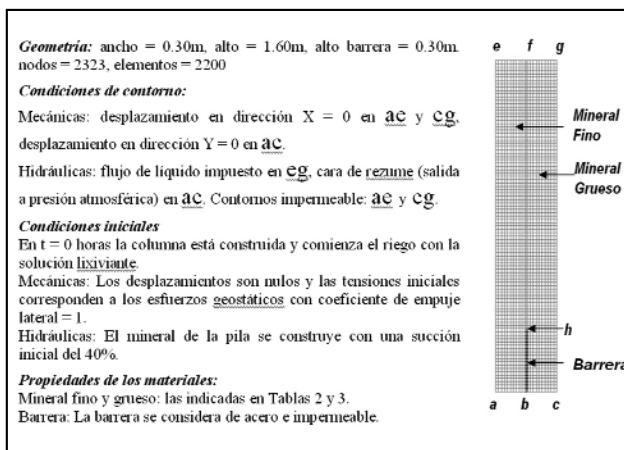 Geometría: ancho = 0.30m, alto = 1.60m, alto barrera = 0.30m.
nodos = 2323, elementos = 2200
Condiciones de contorno:
Mecánicas: desplazamiento en dirección X = 0 en ae y cg,
desplazamiento en dirección Y = 0 en ac.
Hidráulicas: flujo de líquido impuesto en eg, cara de rezume (salida
a presión atmosférica) en ac. Contornos impermeable: ae y cg.
Condiciones iniciales
En t = 0 horas la columna está construida y comienza el riego con la
solución lixiviante.
Mecánicas: Los desplazamientos son nulos y las tensiones iniciales
corresponden a los esfuerzos geostáticos con coeficiente de empuje
lateral = 1.
Hidráulicas: El mineral de la pila se construye con una succión
inicial del 40%.
Propiedades de los materiales:
Mineral fino y grueso: las indicadas en Tablas 2 y 3.
Barrera: La barrera se considera de acero e impermeable.
e f g
Mineral
Fino
Mineral
Grueso
h
Barrera
a b c